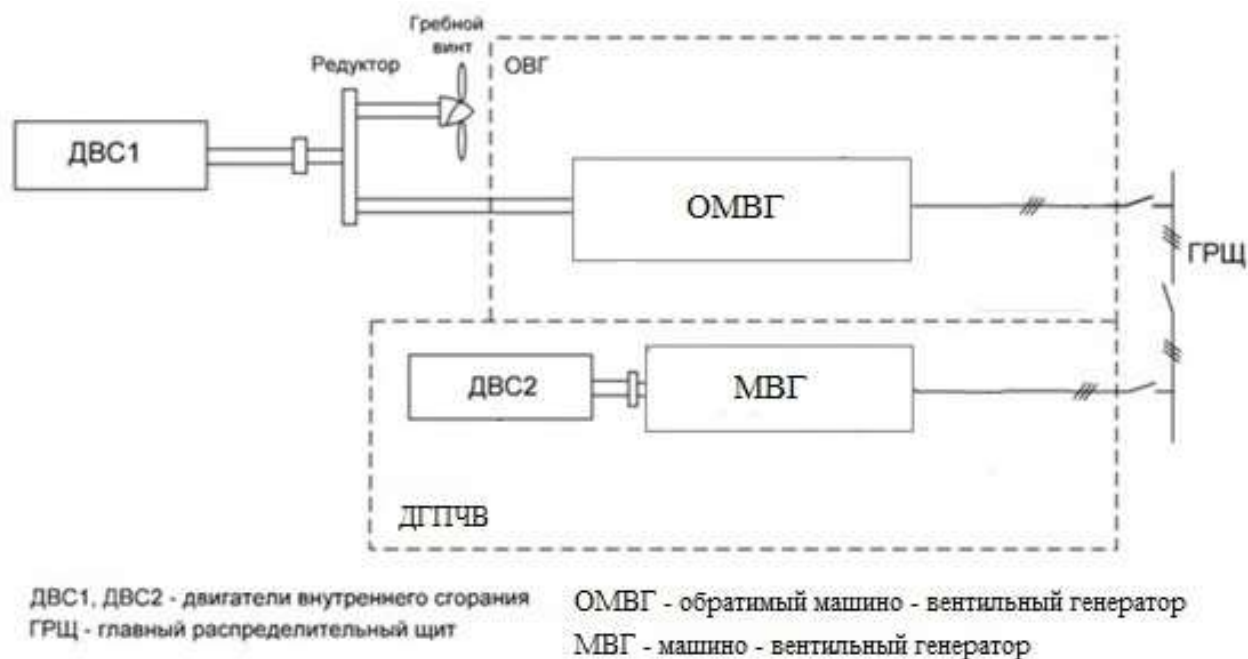 Гребной
винт
Редуктор
ОВГ
ДВС1
ОМВГ
ГРЩ
ДВС2
МВГ
ДГПЧВ
ДВС1, ДВС2 - двигатели внутреннего сгорания
ГРЩ - главный распределительный щит
ОМВГ - обратимый машино - вентильный генератор
МВГ - машино - вентильный генератор